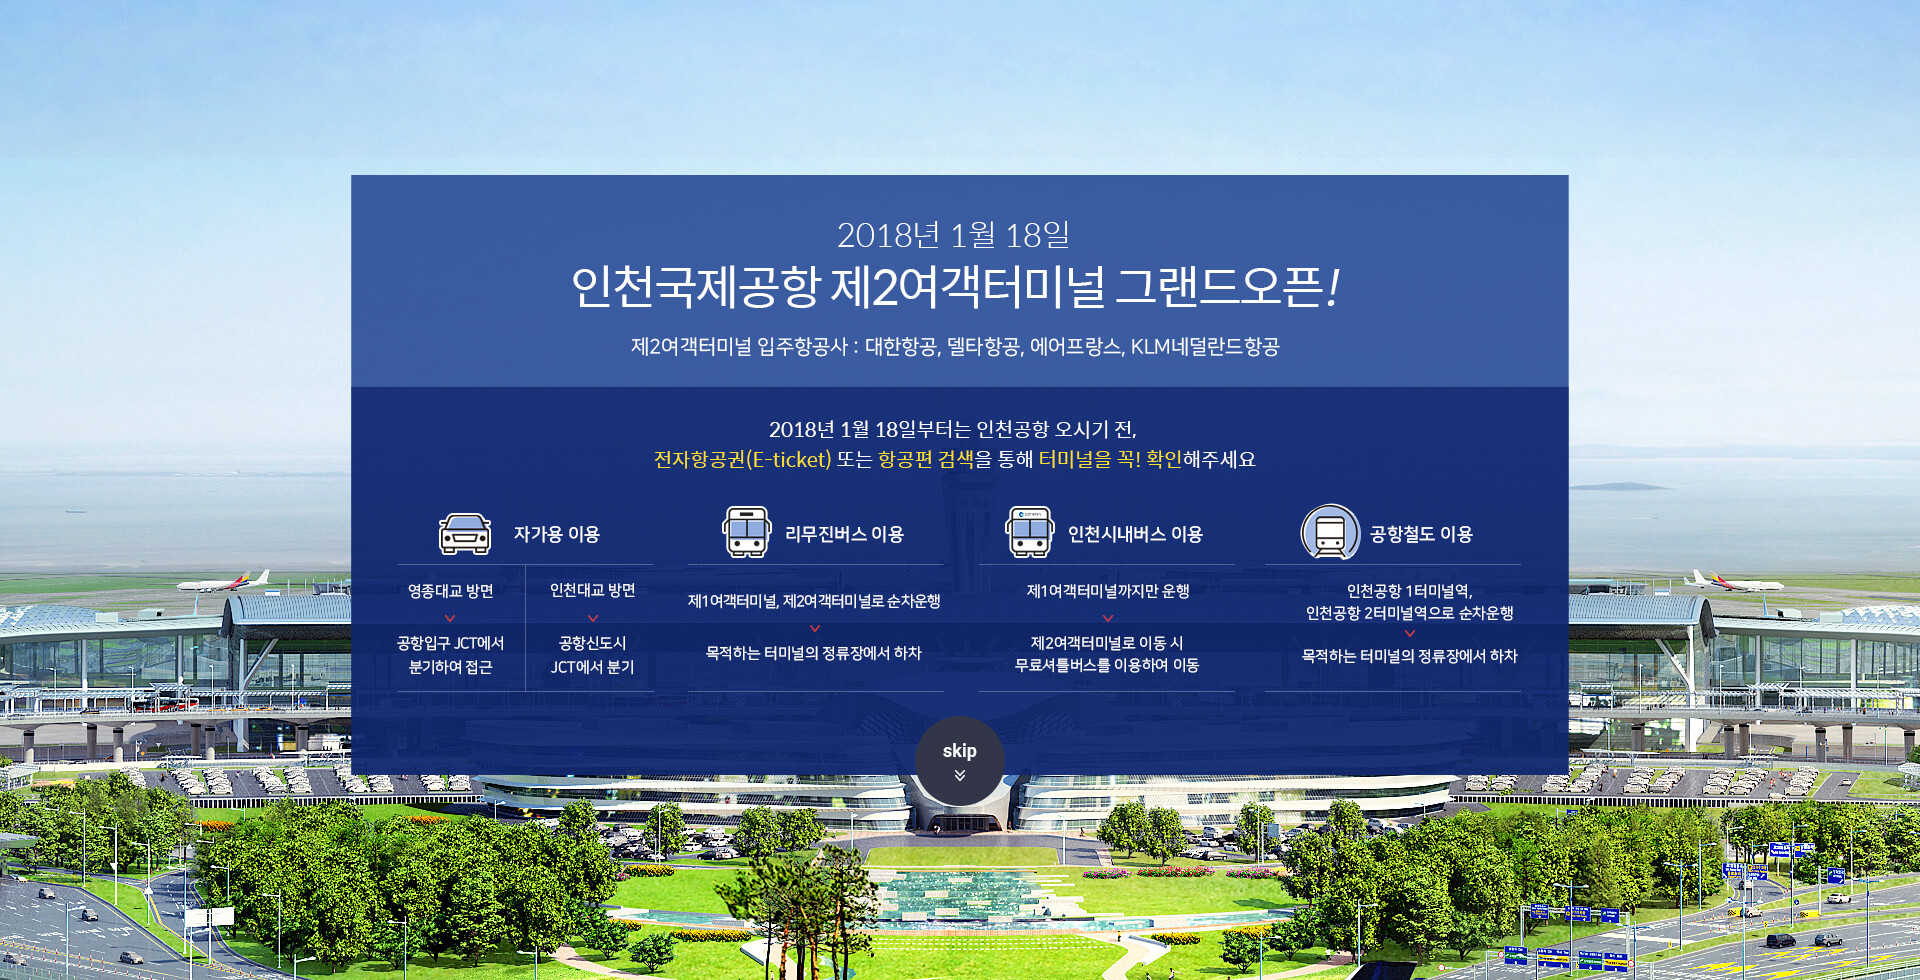 2018년 1월 18일
인천국제공항 제2여객터미널 그랜드오픈!
제2여객터미널 입주항공사 : 대한항공, 델타항공, 에어프랑스, KLM네덜란드항공
2018년 1월 18일부터는 인천공항 오시기 전,
전자항공권(E-ticket) 또는 항공편 검색을 통해 터미널을 꼭! 확인해주세요
자가용 이용
영종대교 방면
공항입구 JCT에서
분기하여 접근
인천대교 방면
공항신도시
JCT에서 분기
리무진버스 이용
제1여객터미널, 제2여객터미널로 순차운행
목적하는 터미널의 정류장에서 하차
인천시내버스 이용
제1여객터미널까지만 운행
제2여객터미널로 이동 시
무료셔틀버스를 이용하여 이동
공항철도 이용
인천공항 1터미널역,
인천공항 2터미널역으로 순차운행
목적하는 터미널의 정류장에서 하차
skip